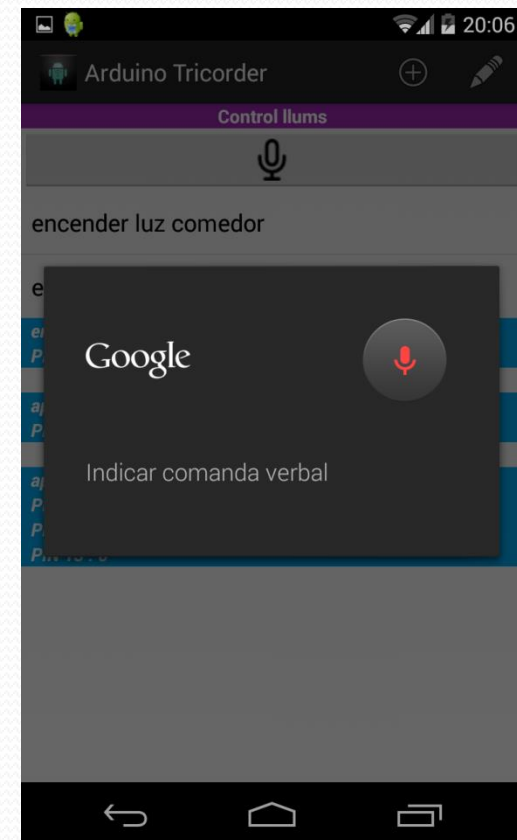 20:06
Arduino Tricorder
Control llums
encender luz comedor
Google
Indicar comanda verbal